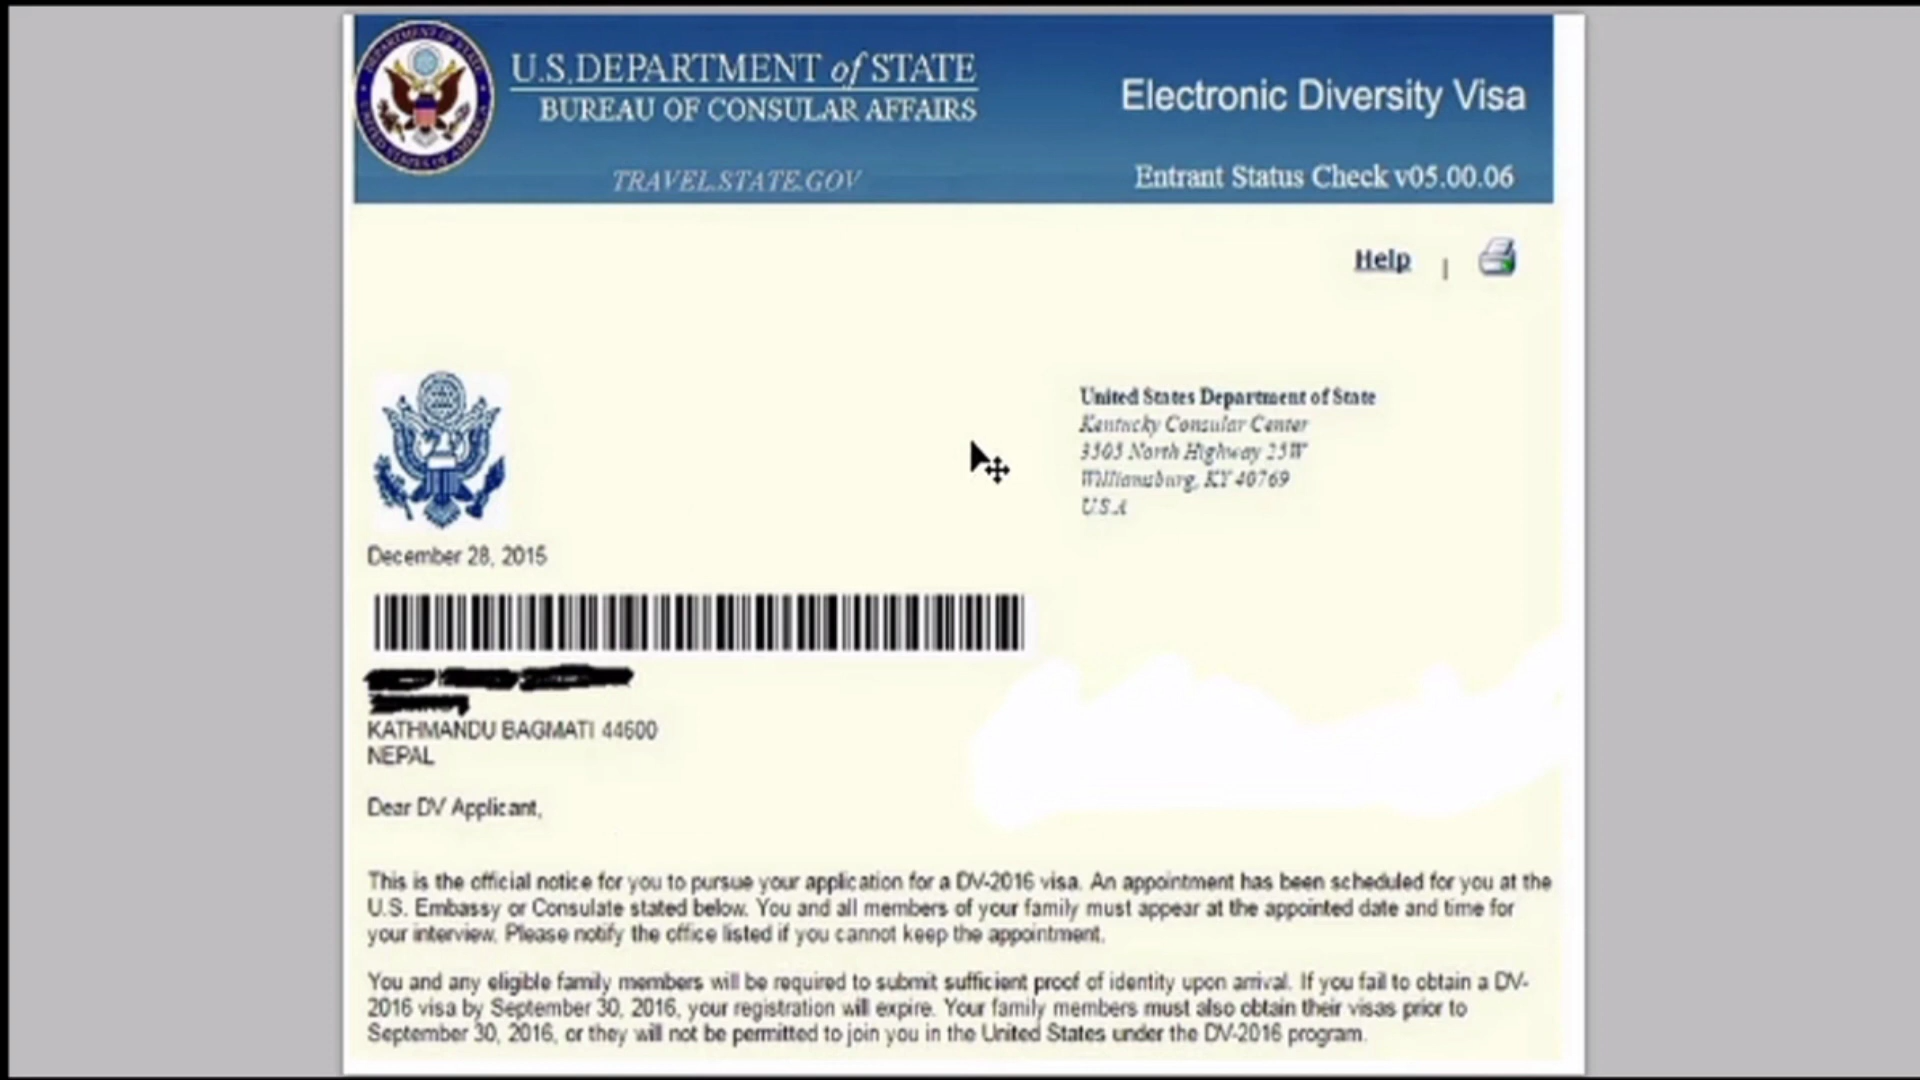 U.S. DEPARTMENT of STATE
BUREAU OF CONSULAR AFFAIRS
TRAVEL.STATE.GOV
Electronic Diversity Visa
Entrant Status Check v05.00.06
Help |
United States Department of State
Kentucky Consular Center
3505 North Highway 25W
Williamsburg, KY 40769
U.S.A
December 28, 2015
KATHMANDU BAGMATI 44600
NEPAL
Dear DV Applicant,
This is the official notice for you to pursue your application for a DV-2016 visa. An appointment has been scheduled for you at the
U.S. Embassy or Consulate stated below. You and all members of your family must appear at the appointed date and time for
your interview. Please notify the office listed if you cannot keep the appointment.
You and any eligible family members will be required to submit sufficient proof of identity upon arrival. If you fail to obtain a DV-
2016 visa by September 30, 2016, your registration will expire. Your family members must also obtain their visas prior to
September 30, 2016, or they will not be permitted to join you in the United States under the DV-2016 program.